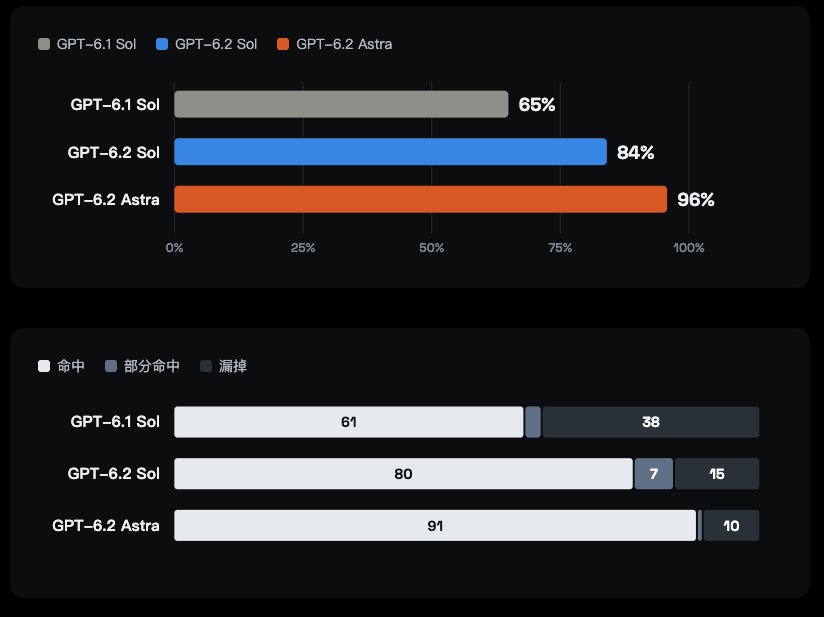 GPT-6.1 Sol GPT-6.2 Sol GPT-6.2 Astra
GPT-6.1 Sol 65%
GPT-6.2 Sol 84%
GPT-6.2 Astra 96%
0% 25% 50% 75% 100%
命中 部分命中 漏掉
GPT-6.1 Sol 61 38
GPT-6.2 Sol 80 7 15
GPT-6.2 Astra 91 10